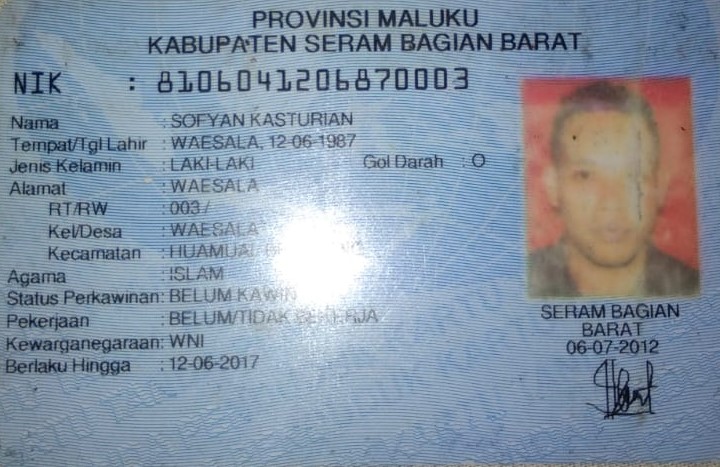 PROVINSI MALUKU
KABUPATEN SERAM BAGIAN BARAT
NIK : 8106041206870003
Nama : SOFYAN KASTURIAN
Tempat/Tgl Lahir : WAESALA, 12-06-1987
Jenis Kelamin : LAKI-LAKI Gol Darah : O
Alamat : WAESALA
RT/RW : 003 /
Kel/Desa : WAESALA
Kecamatan : HUAMUAL
Agama : ISLAM
Status Perkawinan: BELUM KAWIN
Pekerjaan : BELUM/TIDAK BEKERJA
Kewarganegaraan: WNI
Berlaku Hingga : 12-06-2017
SERAM BAGIAN
BARAT
06-07-2012